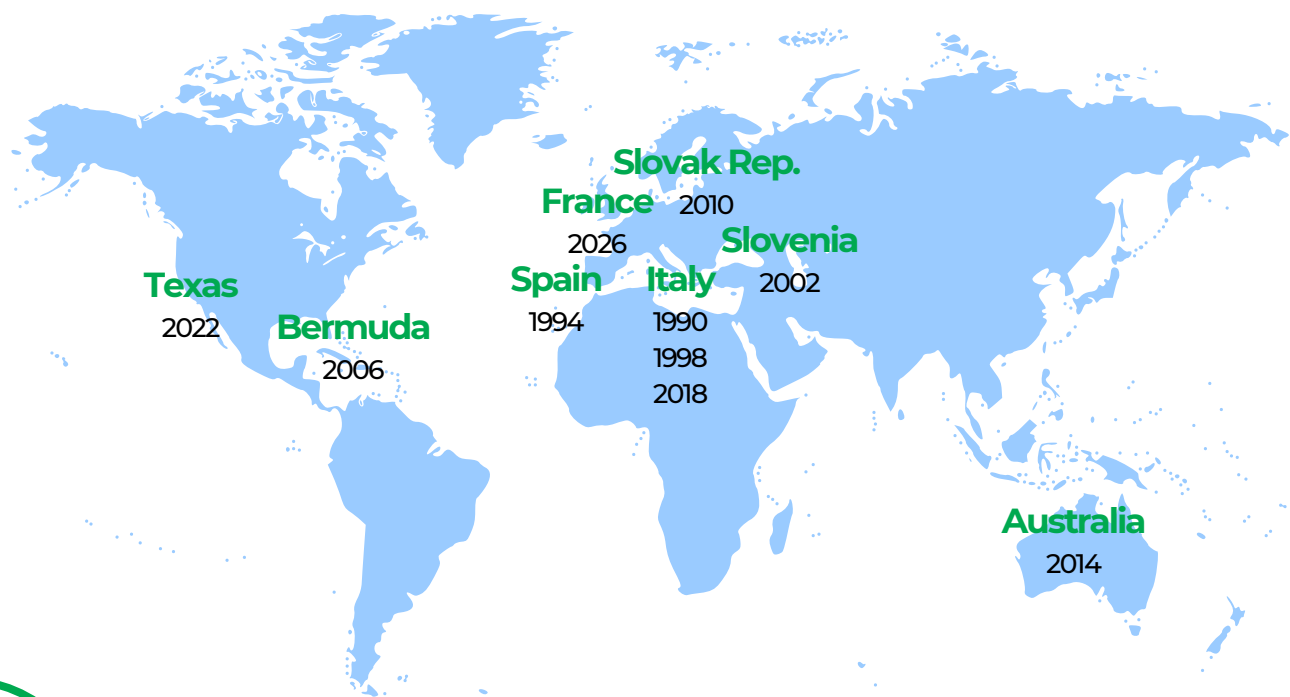 Slovak Rep.
2010
France
2026
Slovenia
2002
Texas
2022
Bermuda
2006
Spain
1994
Italy
1990
1998
2018
Australia
2014